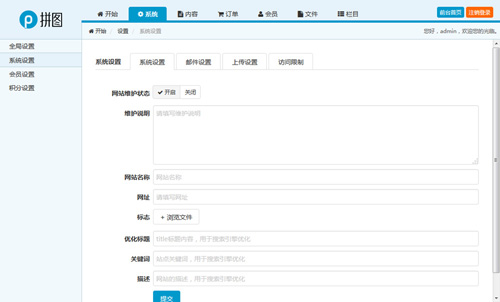 拼图
开始 系统 内容 订单 会员 文件 栏目
前台首页 注销登录
开始 设置 系统设置
您好，admin，欢迎您的光临。
全局设置
系统设置
会员设置
积分设置
系统设置 系统设置 邮件设置 上传设置 访问限制
网站维护状态 开启 关闭
维护说明 请填写维护说明
网站名称 网站名称
网址 请填写网址
标志 + 浏览文件
优化标题 title标题内容，用于搜索引擎优化
关键词 站点关键词，用于搜索引擎优化
描述 网站的描述，用于搜索引擎优化
提交